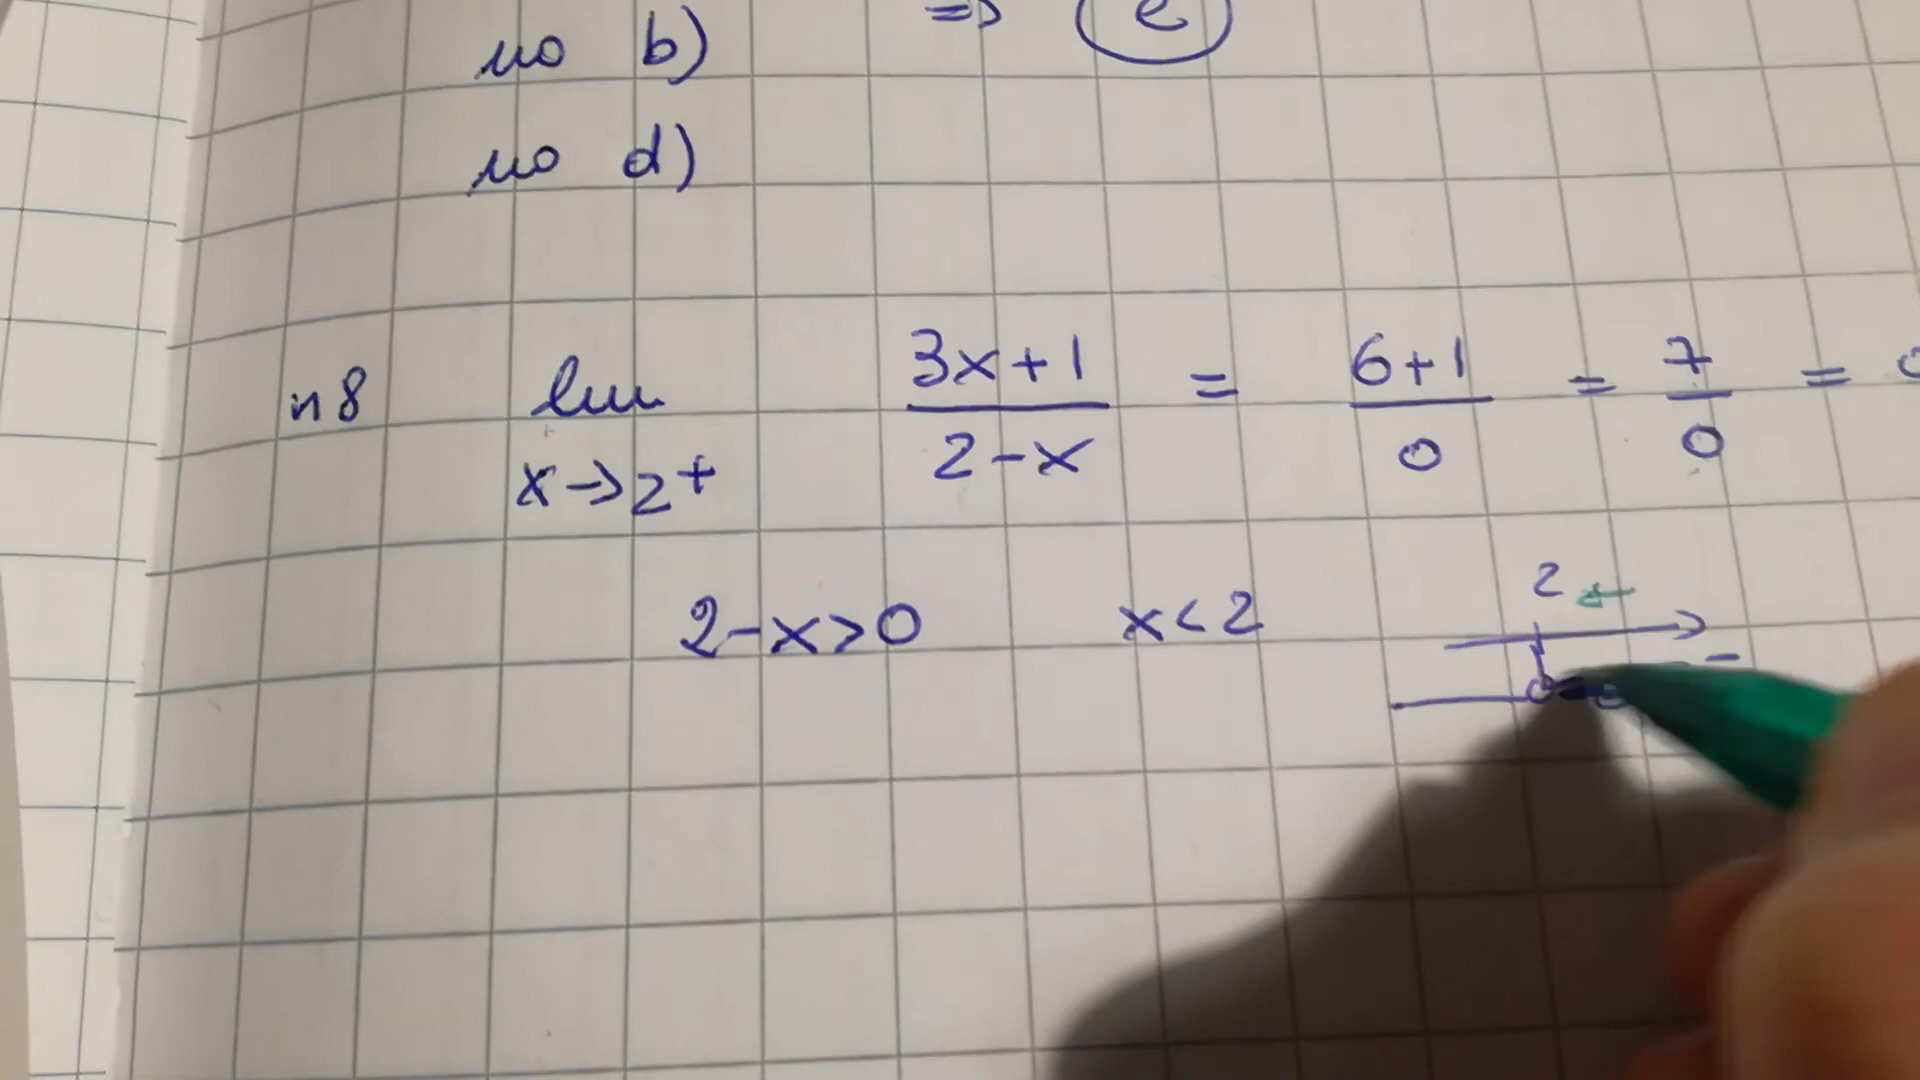 no b) => e
no d)
n8 lim 3x+1 = 6+1 = 7 =
x→2+ 2-x 0 0
2 ←
2-x>0 x<2
-